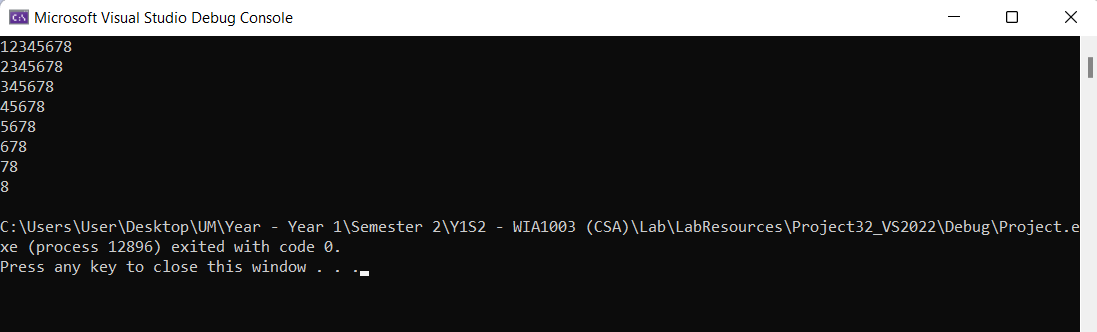 Microsoft Visual Studio Debug Console
12345678
2345678
345678
45678
5678
678
78
8
C:\Users\User\Desktop\UM\Year - Year 1\Semester 2\Y1S2 - WIA1003 (CSA)\Lab\LabResources\Project32_VS2022\Debug\Project.e
xe (process 12896) exited with code 0.
Press any key to close this window . . .